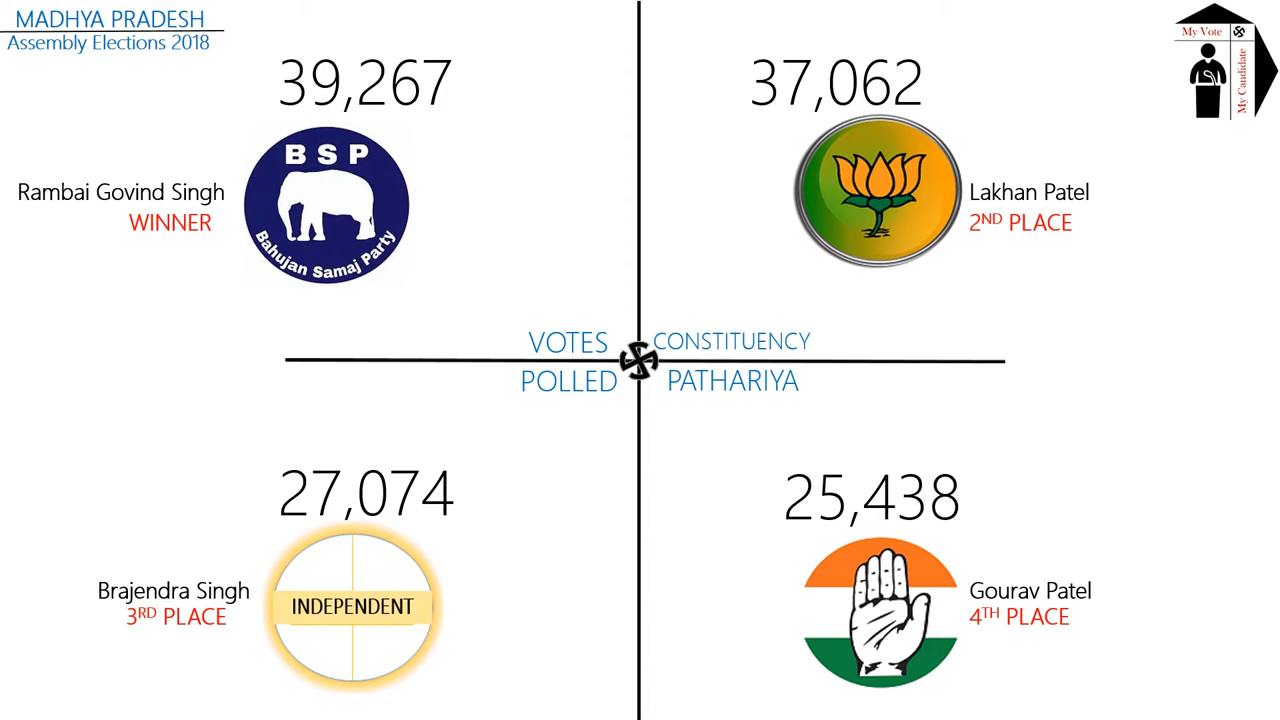 MADHYA PRADESH
Assembly Elections 2018
My Vote
My Candidate
39,267
BSP
Bahujan Samaj Party
Rambai Govind Singh
WINNER
37,062
Lakhan Patel
2ND PLACE
VOTES
POLLED
CONSTITUENCY
PATHARIYA
27,074
INDEPENDENT
Brajendra Singh
3RD PLACE
25,438
Gourav Patel
4TH PLACE